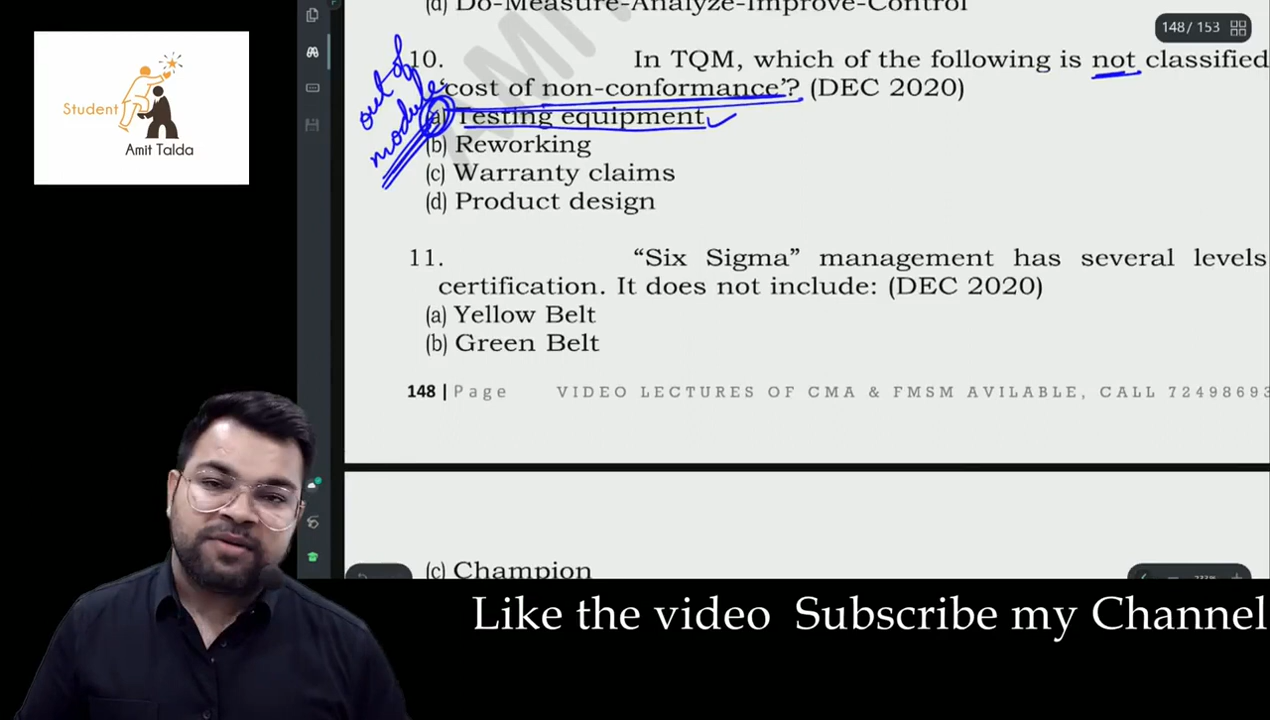 Student
Amit Talda
148 / 153
(d) Do-Measure-Analyze-Improve-Control
10. In TQM, which of the following is not classified
'cost of non-conformance'? (DEC 2020)
(a) Testing equipment
(b) Reworking
(c) Warranty claims
(d) Product design
out of
module
11. "Six Sigma" management has several levels
certification. It does not include: (DEC 2020)
(a) Yellow Belt
(b) Green Belt
148 | Page VIDEO LECTURES OF CMA & FMSM AVILABLE, CALL 72498693
(c) Champion
Like the video Subscribe my Channel